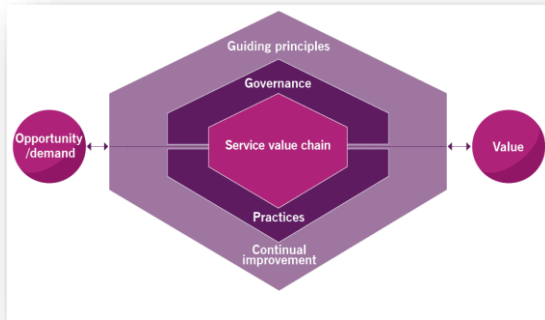 Guiding principles
Governance
Opportunity
/demand
Service value chain
Value
Practices
Continual
improvement